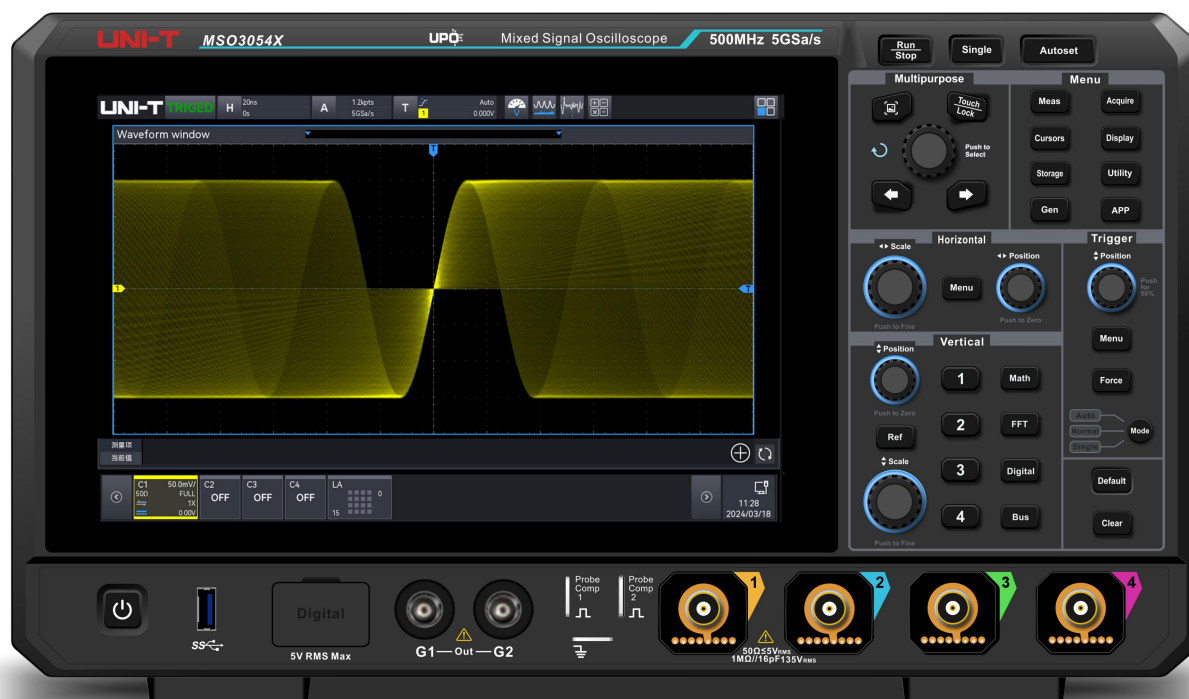 UNI-T MSO3054X UPO Mixed Signal Oscilloscope 500MHz 5GSa/s
Run
Stop
Single
Autoset
UNI-T TRIGED H 20ns 0s A 1.2kpts 5GSa/s T 1 Auto 0.000V
Waveform window
T
1
T
测量项
当前值
C1 50.0mV/
50Ω FULL
1X
0.00V
C2
OFF
C3
OFF
C4
OFF
LA
0
15
11:28
2024/03/18
Multipurpose
Touch
Lock
Push to
Select
Menu
Meas
Acquire
Cursors
Display
Storage
Utility
Gen
APP
Horizontal
Scale
Position
Menu
Push to Fine
Push to Zero
Trigger
Position
Push
for
50%
Menu
Force
Auto
Normal
Single
Mode
Vertical
Position
Push to Zero
1
Math
Ref
2
FFT
Scale
3
Digital
Push to Fine
4
Bus
Default
Clear
SS
Digital
5V RMS Max
G1 Out G2
Probe
Comp
1
Probe
Comp
2
1
2
3
4
50Ω≤5VRMS
1MΩ//16pF135VRMS